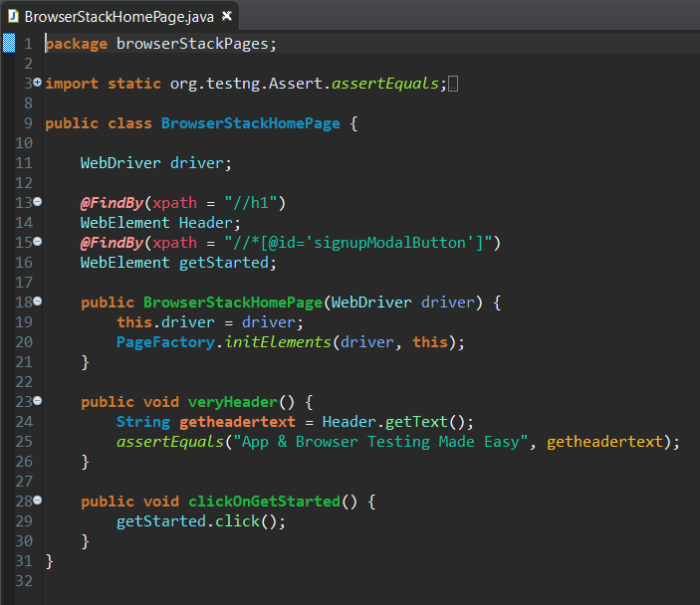 BrowserStackHomePage.java
1 package browserStackPages;
2
3 import static org.testng.Assert.assertEquals;
8
9 public class BrowserStackHomePage {
10
11     WebDriver driver;
12
13     @FindBy(xpath = "//h1")
14     WebElement Header;
15     @FindBy(xpath = "//*[@id='signupModalButton']")
16     WebElement getStarted;
17
18     public BrowserStackHomePage(WebDriver driver) {
19         this.driver = driver;
20         PageFactory.initElements(driver, this);
21     }
22
23     public void veryHeader() {
24         String getheadertext = Header.getText();
25         assertEquals("App & Browser Testing Made Easy", getheadertext);
26     }
27
28     public void clickOnGetStarted() {
29         getStarted.click();
30     }
31 }
32